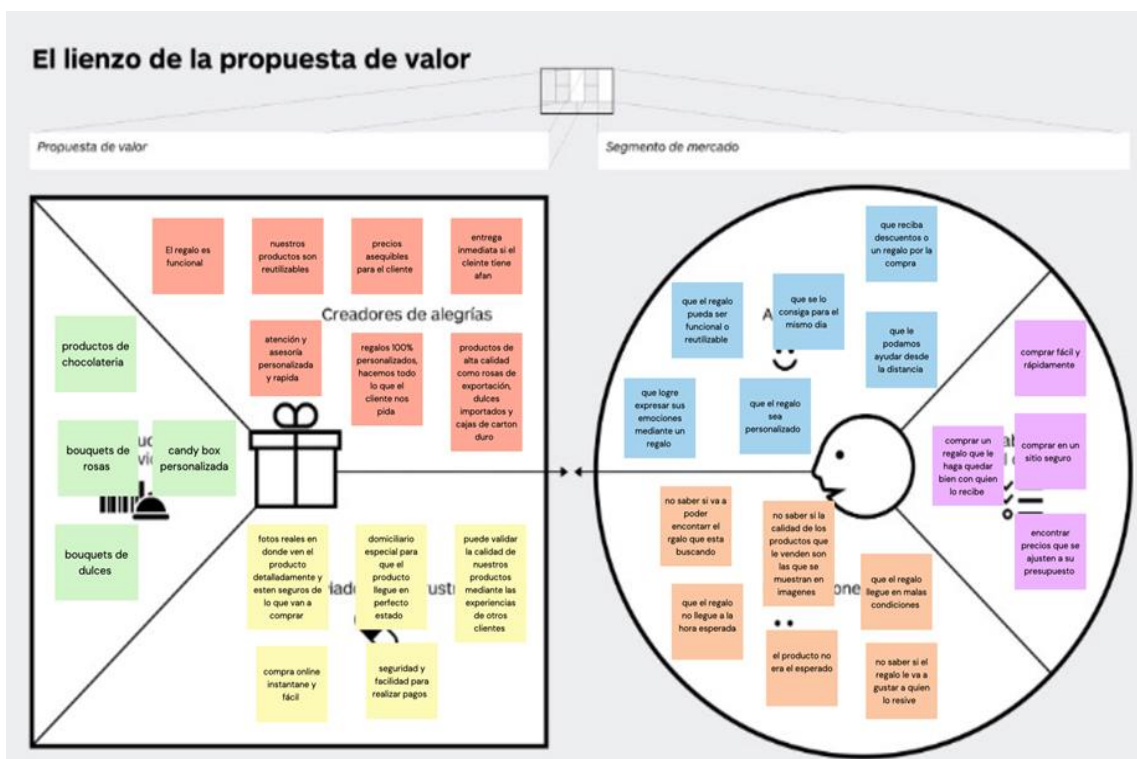 El lienzo de la propuesta de valor
Propuesta de valor
Segmento de mercado
El regalo es
funcional
nuestros
productos son
reutilizables
precios
asequibles
para el cliente
entrega
inmediata si el
cleinte tiene
afan
Creadores de alegrías
atención y
asesoría
personalizada
y rapida
regalos 100%
personalizados,
hacemos todo
lo que el
cliente nos
pida
productos de
alta calidad
como rosas de
exportación,
dulces
importados y
cajas de carton
duro
productos de
chocolateria
bouquets de
rosas
candy box
personalizada
bouquets de
dulces
fotos reales en
donde ven el
producto
detalladamente y
esten seguros de
lo que van a
comprar
domiciliario
especial para
que el
producto
llegue en
perfecto
estado
puede validar
la calidad de
nuestros
productos
mediante las
experiencias
de otros
clientes
compra online
instantane y
fácil
seguridad y
facilidad para
realizar pagos
que reciba
descuentos o
un regalo por la
compra
que el regalo
pueda ser
funcional o
reutilizable
que se lo
consiga para el
mismo dia
que le
podamos
ayudar desde
la distancia
que logre
expresar sus
emociones
mediante un
regalo
que el regalo
sea
personalizado
comprar fácil y
rápidamente
comprar un
regalo que le
haga quedar
bien con quien
lo recibe
comprar en un
sitio seguro
encontrar
precios que se
ajusten a su
presupuesto
no saber si va a
poder
encontarr el
rgalo que esta
buscando
no saber si la
calidad de los
productos que
le venden son
las que se
muestran en
imagenes
que el regalo
llegue en malas
condiciones
que el regalo
no llegue a la
hora esperada
el producto no
era el esperado
no saber si el
regalo le va a
gustar a quien
lo resive